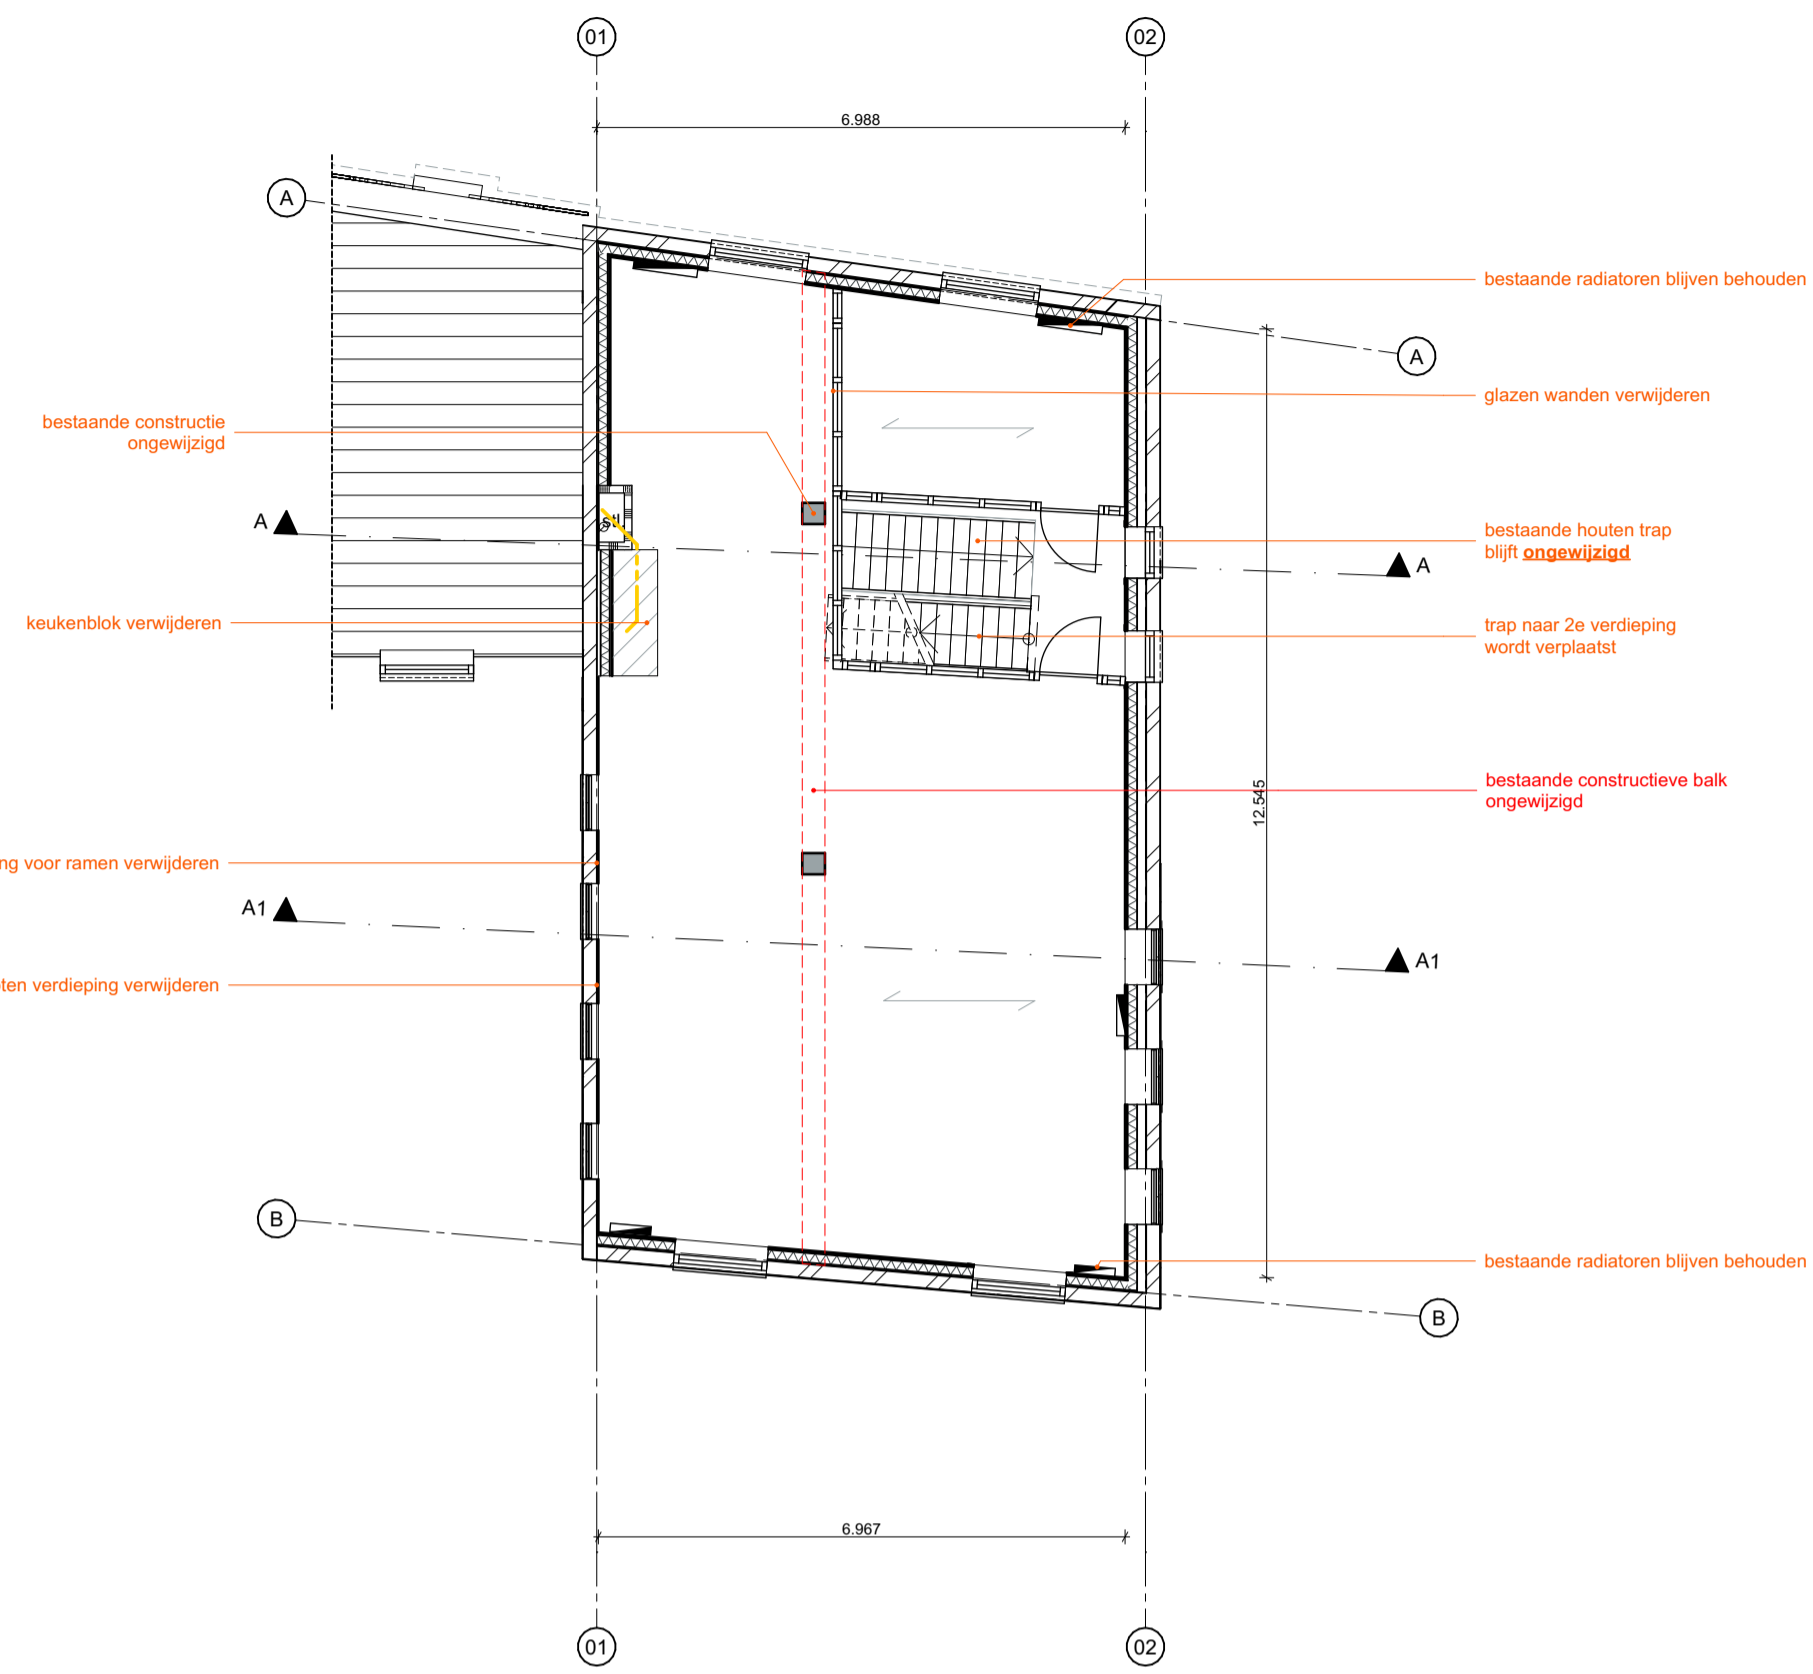 01
02
6.988
A
bestaande radiatoren blijven behouden
A
glazen wanden verwijderen
bestaande constructie
ongewijzigd
A
stl
bestaande houten trap
blijft ongewijzigd
A
keukenblok verwijderen
trap naar 2e verdieping
wordt verplaatst
bestaande constructieve balk
ongewijzigd
12.545
voor ramen verwijderen
A1
A1
verdieping verwijderen
B
bestaande radiatoren blijven behouden
B
6.967
01
02